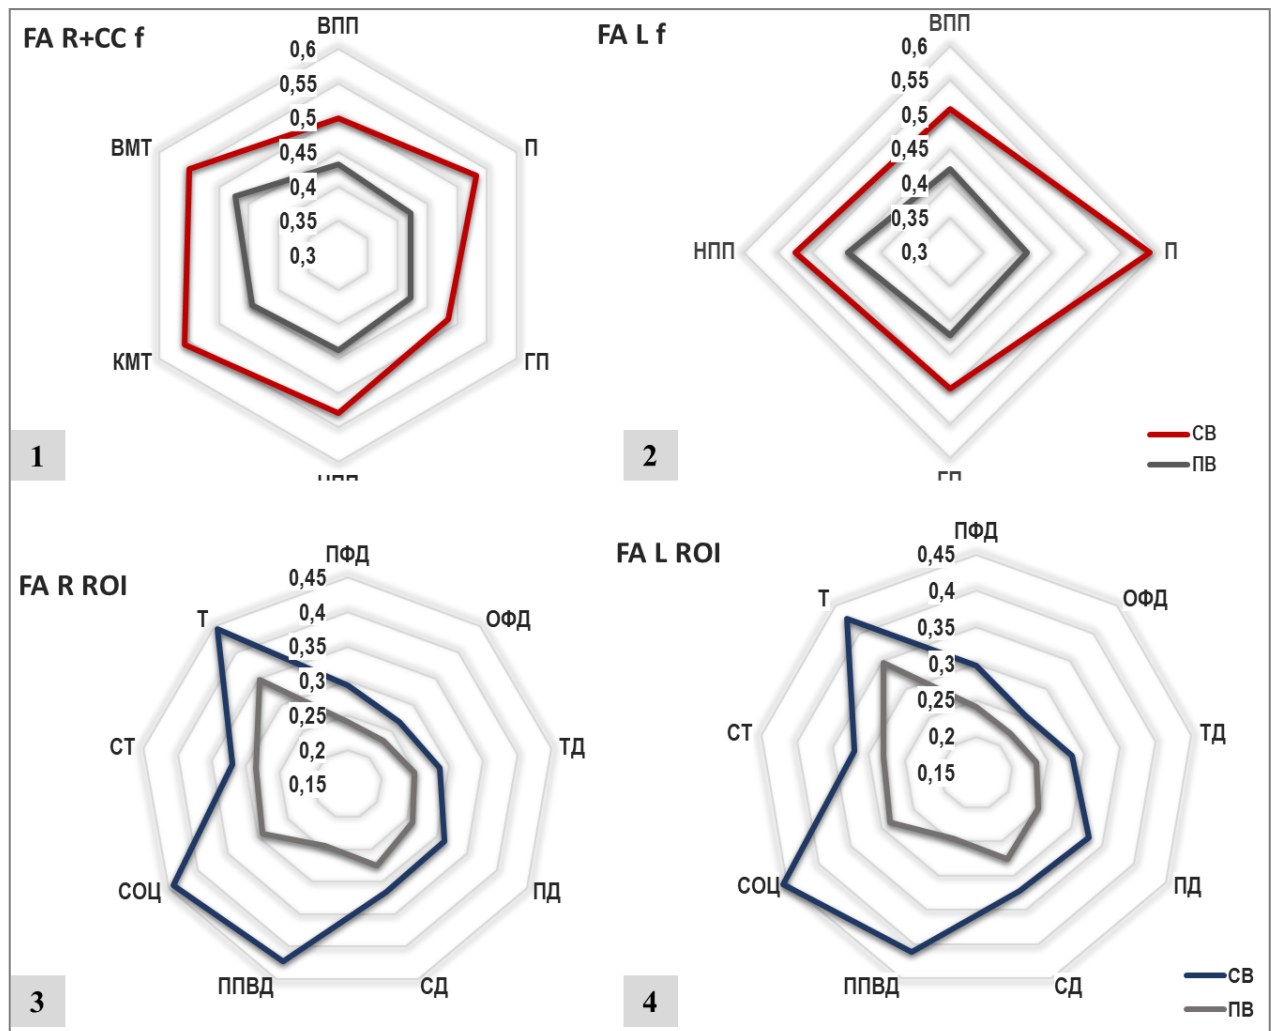 FA R+CC f
ВПП
0,6
0,55
0,5
0,45
0,4
0,35
0,3
ВМТ
П
КМТ
ГП
1
FA L f
ВПП
0,6
0,55
0,5
0,45
0,4
0,35
0,3
НПП
П
2
СВ
ПВ
FA R ROI
ПФД
0,45
0,4
0,35
0,3
0,25
0,2
0,15
Т
ОФД
СТ
ТД
СОЦ
ПД
ППВД
СД
3
FA L ROI
ПФД
0,45
0,4
0,35
0,3
0,25
0,2
0,15
Т
ОФД
СТ
ТД
СОЦ
ПД
ППВД
СД
4
СВ
ПВ